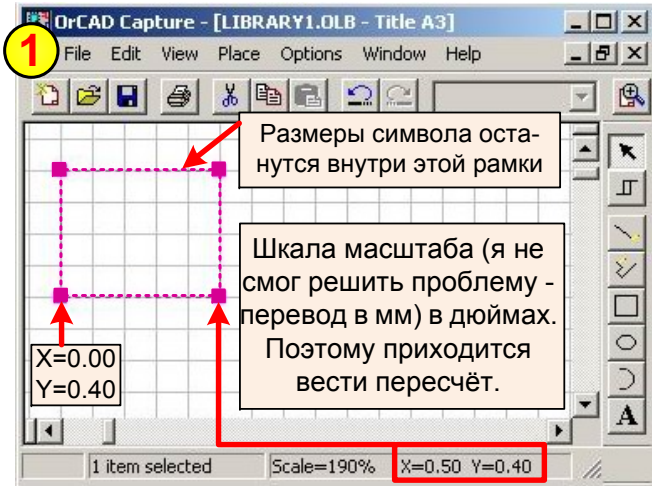 OrCAD Capture - [LIBRARY1.OLB - Title A3]
1
File Edit View Place Options Window Help
Размеры символа оста-
нутся внутри этой рамки
Шкала масштаба (я не
смог решить проблему -
перевод в мм) в дюймах.
Поэтому приходится
вести пересчёт.
X=0.00
Y=0.40
A
1 item selected Scale=190% X=0.50 Y=0.40